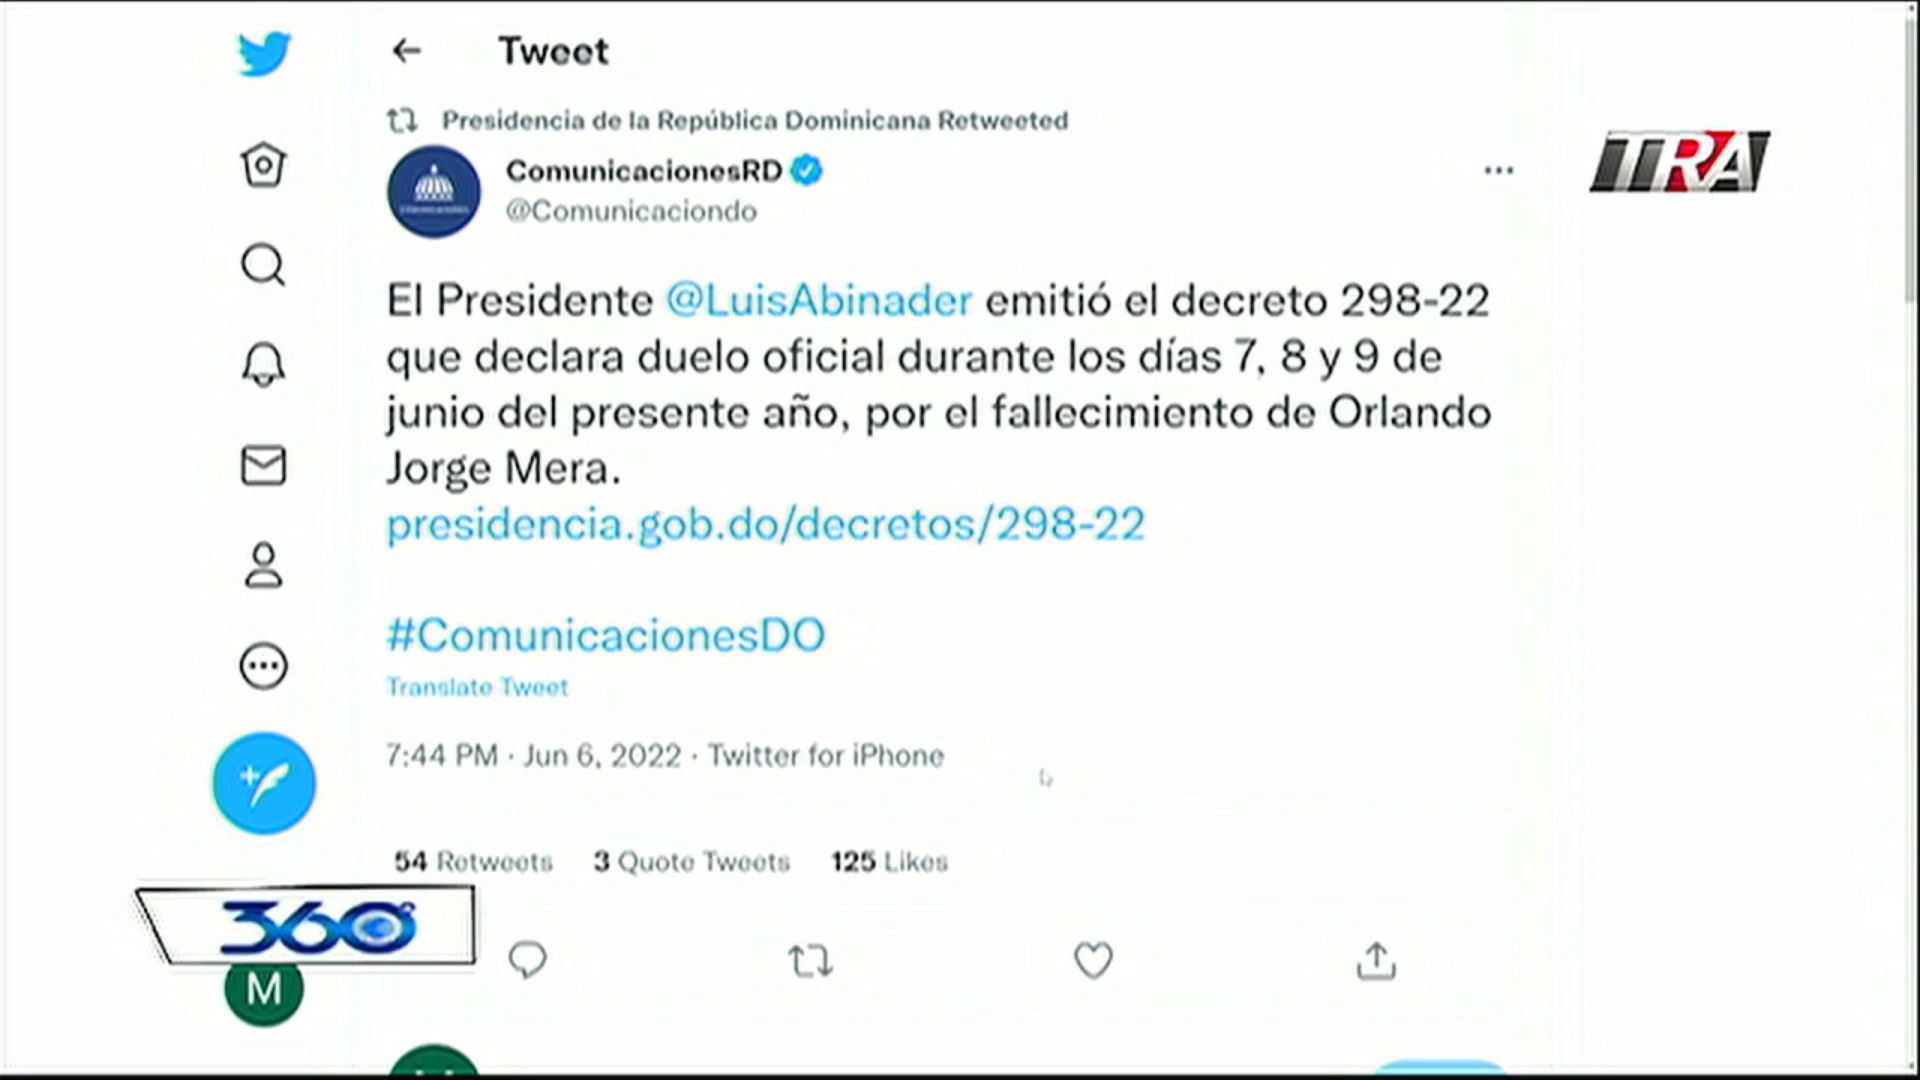 Tweet
Presidencia de la República Dominicana Retweeted
ComunicacionesRD
@Comunicaciondo
TRA
El Presidente @LuisAbinader emitió el decreto 298-22
que declara duelo oficial durante los días 7, 8 y 9 de
junio del presente año, por el fallecimiento de Orlando
Jorge Mera.
presidencia.gob.do/decretos/298-22
#ComunicacionesDO
Translate Tweet
7:44 PM · Jun 6, 2022 · Twitter for iPhone
54 Retweets 3 Quote Tweets 125 Likes
360°
M